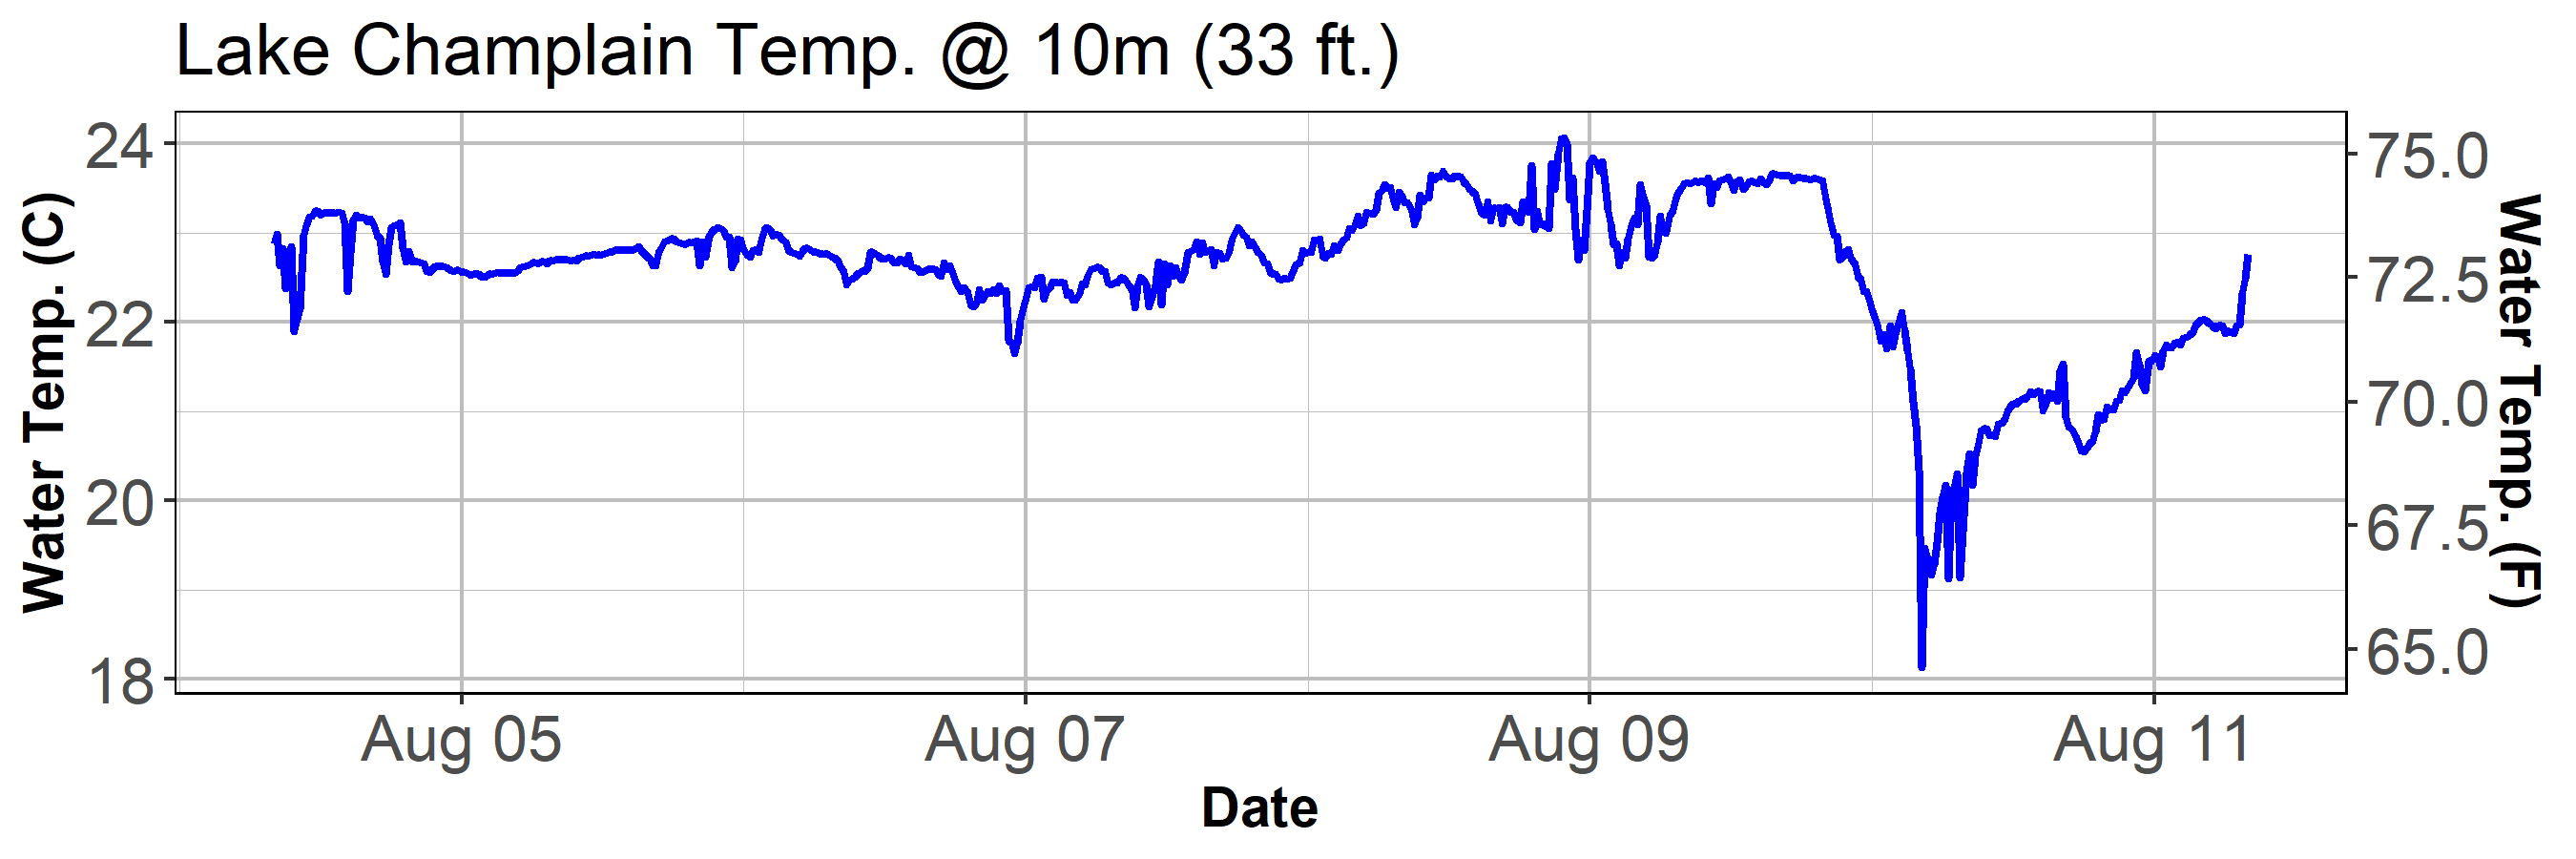 Lake Champlain Temp. @ 10m (33 ft.)
Water Temp. (C)
24
22
20
18
75.0
72.5
70.0
67.5
65.0
Water Temp. (F)
Aug 05
Aug 07
Aug 09
Aug 11
Date